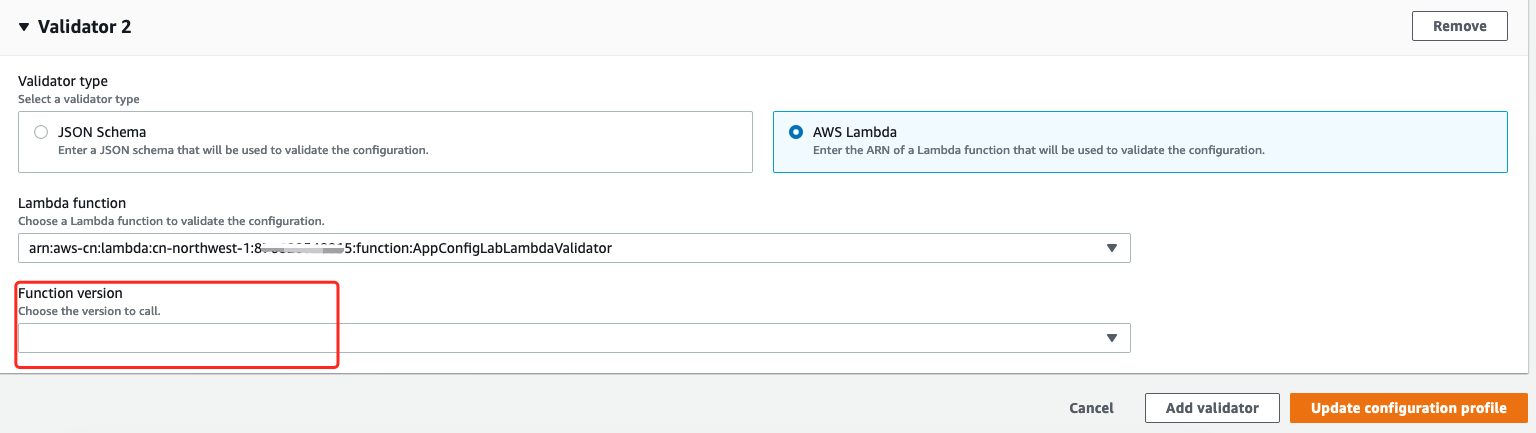 Validator 2
Remove
Validator type
Select a validator type
JSON Schema
Enter a JSON schema that will be used to validate the configuration.
AWS Lambda
Enter the ARN of a Lambda function that will be used to validate the configuration.
Lambda function
Choose a Lambda function to validate the configuration.
arn:aws-cn:lambda:cn-northwest-1:8 5:function:AppConfigLabLambdaValidator
Function version
Choose the version to call.
Cancel
Add validator
Update configuration profile